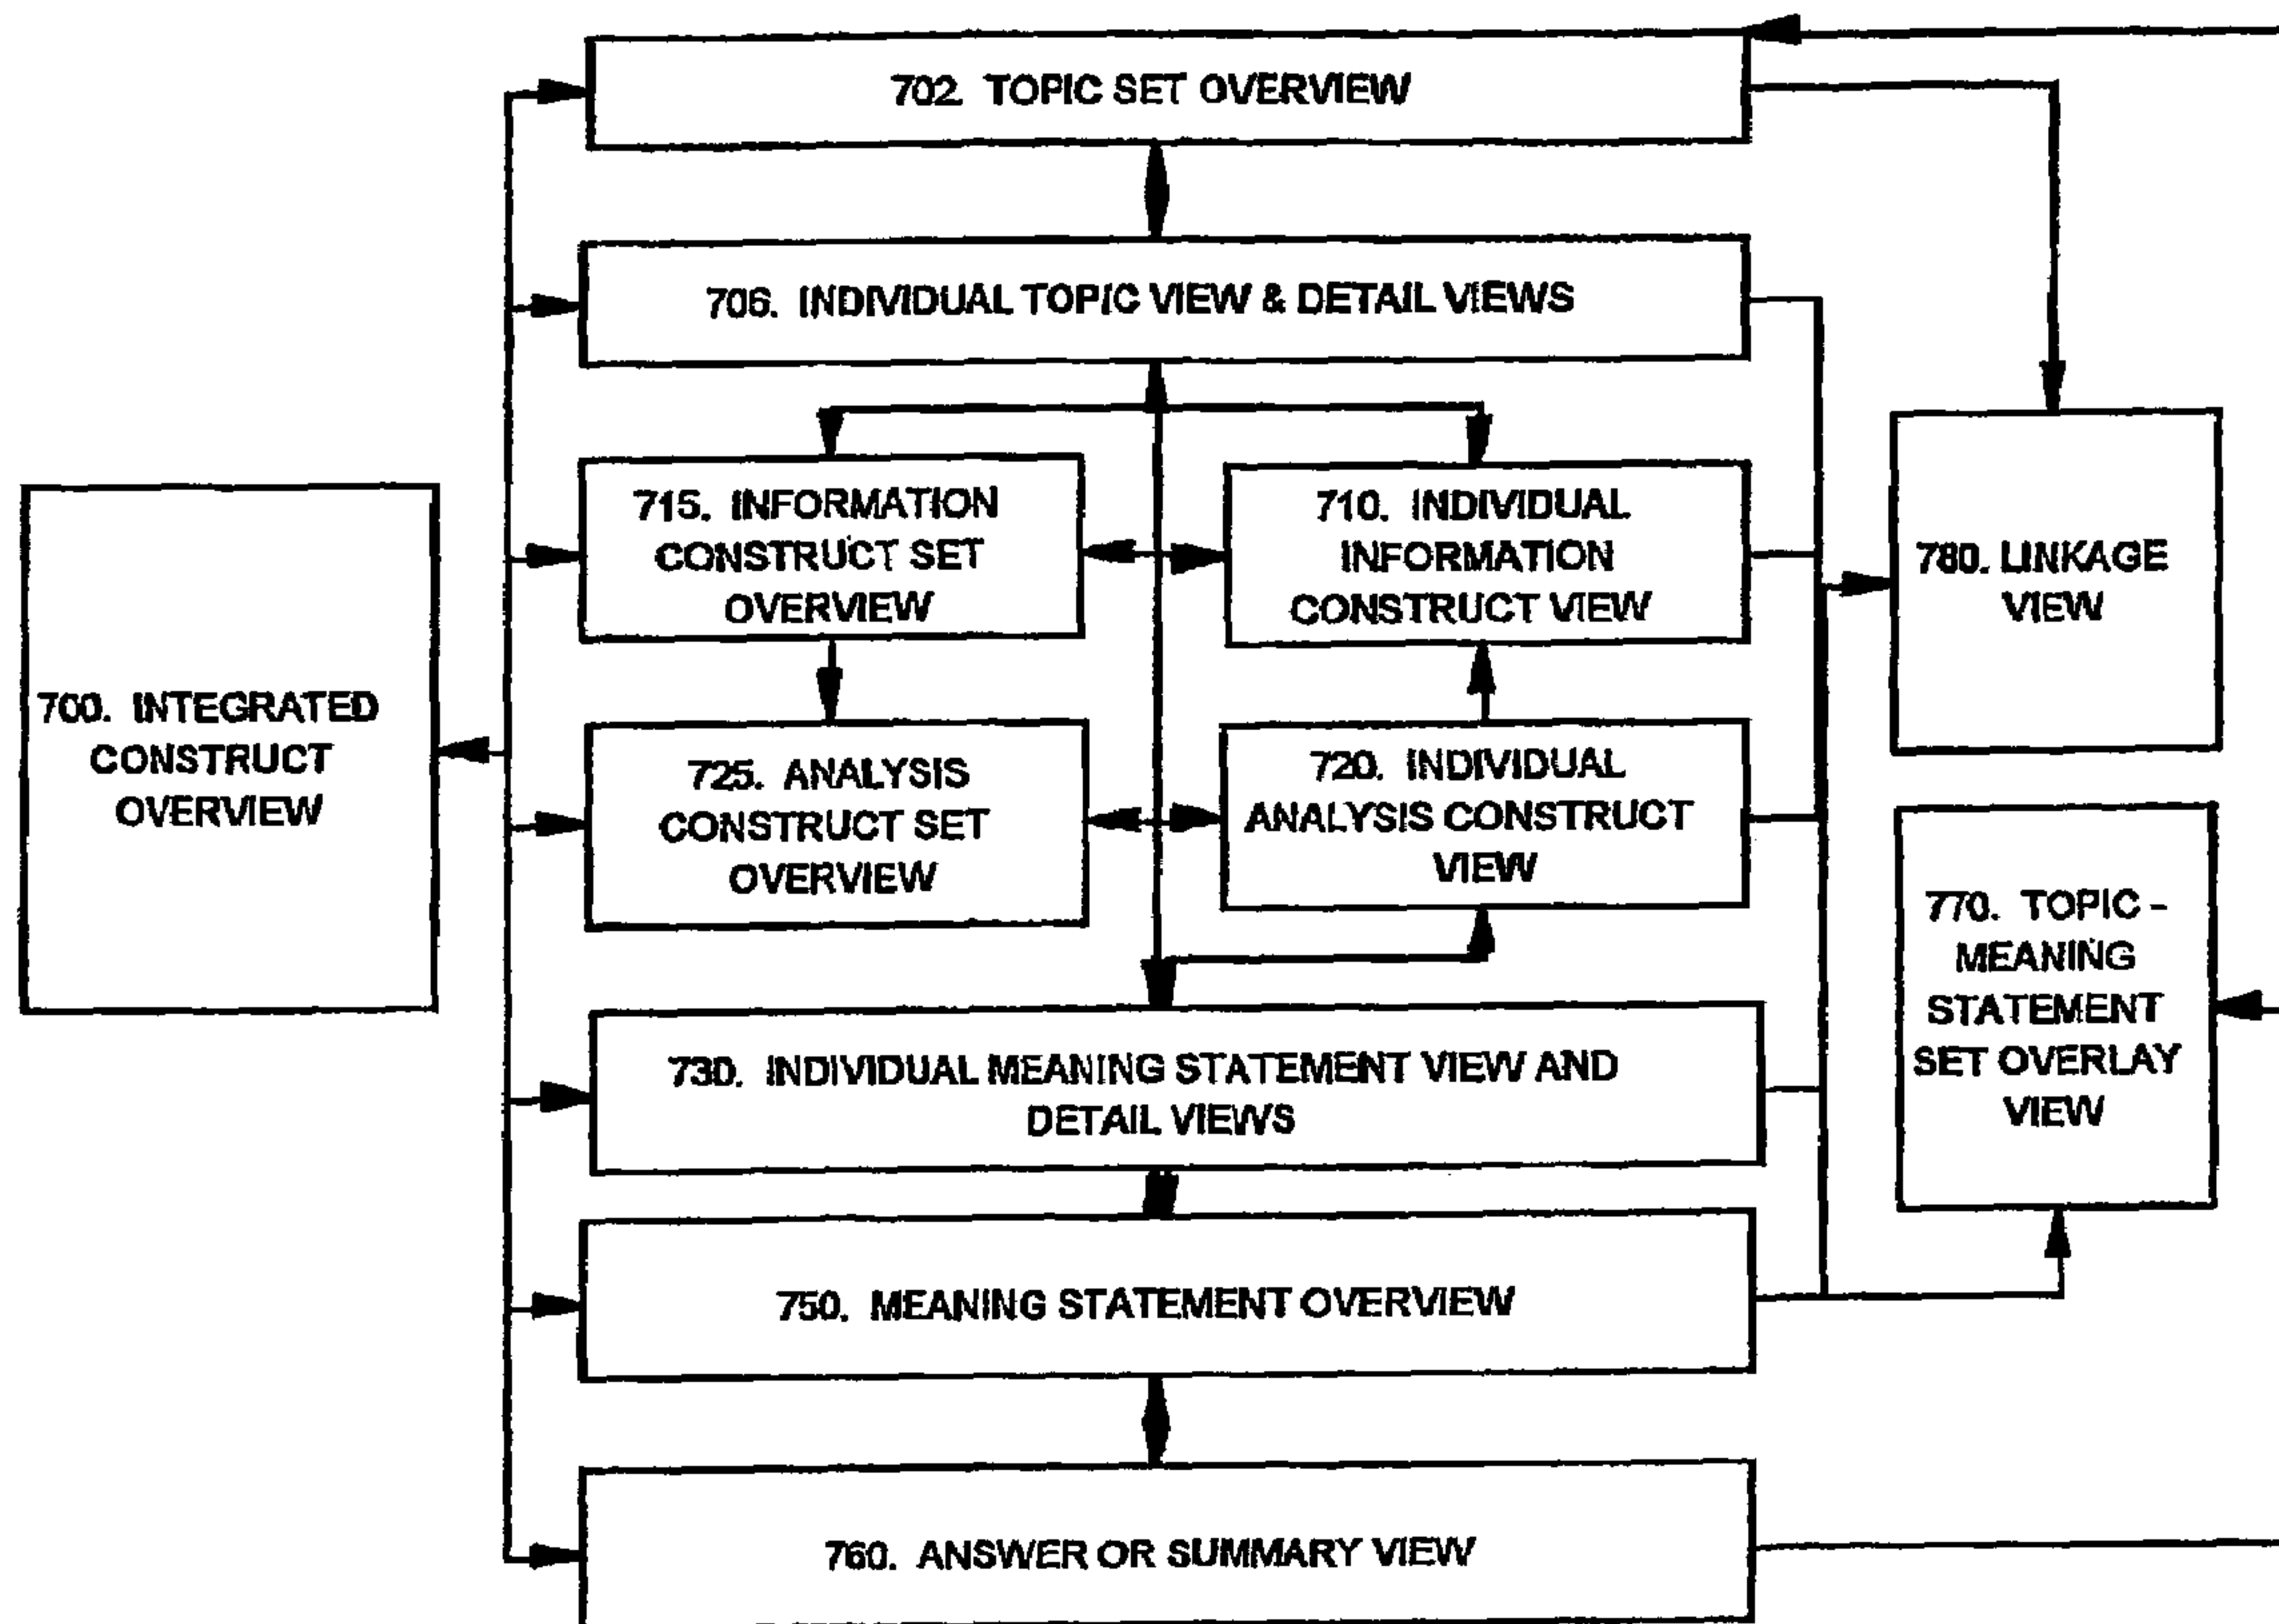 702. TOPIC SET OVERVIEW
706. INDIVIDUAL TOPIC VIEW & DETAIL VIEWS
715. INFORMATION
CONSTRUCT SET
OVERVIEW
710. INDIVIDUAL
INFORMATION
CONSTRUCT VIEW
780. LINKAGE
VIEW
700. INTEGRATED
CONSTRUCT
OVERVIEW
725. ANALYSIS
CONSTRUCT SET
OVERVIEW
720. INDIVIDUAL
ANALYSIS CONSTRUCT
VIEW
770. TOPIC -
MEANING
STATEMENT
SET OVERLAY
VIEW
730. INDIVIDUAL MEANING STATEMENT VIEW AND
DETAIL VIEWS
750. MEANING STATEMENT OVERVIEW
760. ANSWER OR SUMMARY VIEW